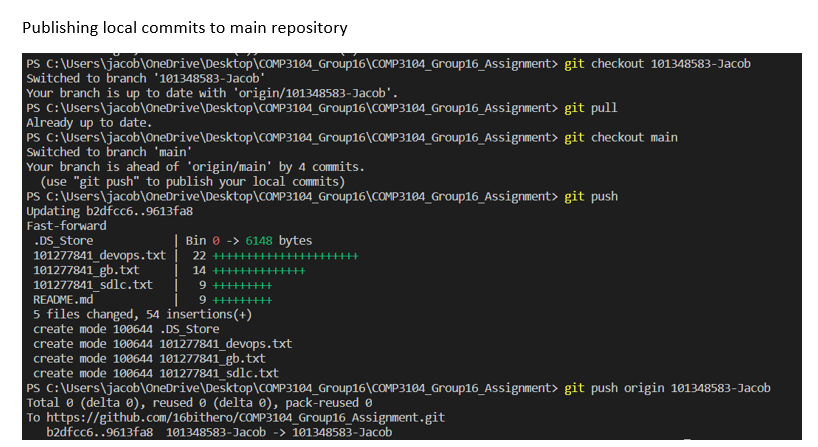 Publishing local commits to main repository
PS C:\Users\jacob\OneDrive\Desktop\COMP3104_Group16\COMP3104_Group16_Assignment> git checkout 101348583-Jacob
Switched to branch '101348583-Jacob'
Your branch is up to date with 'origin/101348583-Jacob'.
PS C:\Users\jacob\OneDrive\Desktop\COMP3104_Group16\COMP3104_Group16_Assignment> git pull
Already up to date.
PS C:\Users\jacob\OneDrive\Desktop\COMP3104_Group16\COMP3104_Group16_Assignment> git checkout main
Switched to branch 'main'
Your branch is ahead of 'origin/main' by 4 commits.
(use "git push" to publish your local commits)
PS C:\Users\jacob\OneDrive\Desktop\COMP3104_Group16\COMP3104_Group16_Assignment> git push
Updating b2dfcc6..9613fa8
Fast-forward
.DS_Store | Bin 0 -> 6148 bytes
101277841_devops.txt | 22 ++++++++++++++++++++++
101277841_gb.txt | 14 ++++++++++++++
101277841_sdlc.txt | 9 +++++++++
README.md | 9 +++++++++
5 files changed, 54 insertions(+)
create mode 100644 .DS_Store
create mode 100644 101277841_devops.txt
create mode 100644 101277841_gb.txt
create mode 100644 101277841_sdlc.txt
PS C:\Users\jacob\OneDrive\Desktop\COMP3104_Group16\COMP3104_Group16_Assignment> git push origin 101348583-Jacob
Total 0 (delta 0), reused 0 (delta 0), pack-reused 0
To https://github.com/16bithero/COMP3104_Group16_Assignment.git
b2dfcc6..9613fa8 101348583-Jacob -> 101348583-Jacob